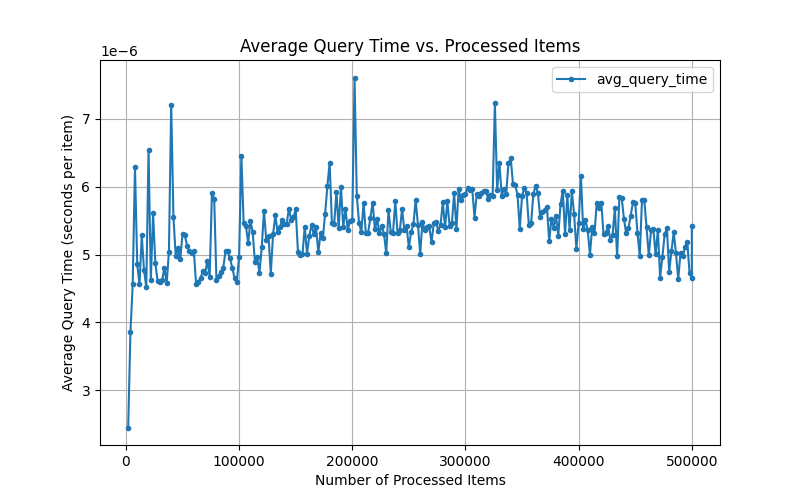 Average Query Time vs. Processed Items
1e−6
avg_query_time
7
6
5
4
3
Average Query Time (seconds per item)
0 100000 200000 300000 400000 500000
Number of Processed Items